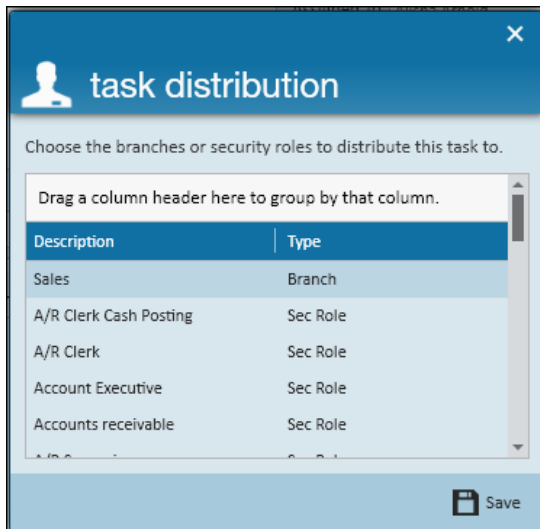 task distribution
Choose the branches or security roles to distribute this task to.
Drag a column header here to group by that column.
Description Type
Sales Branch
A/R Clerk Cash Posting Sec Role
A/R Clerk Sec Role
Account Executive Sec Role
Accounts receivable Sec Role
Save